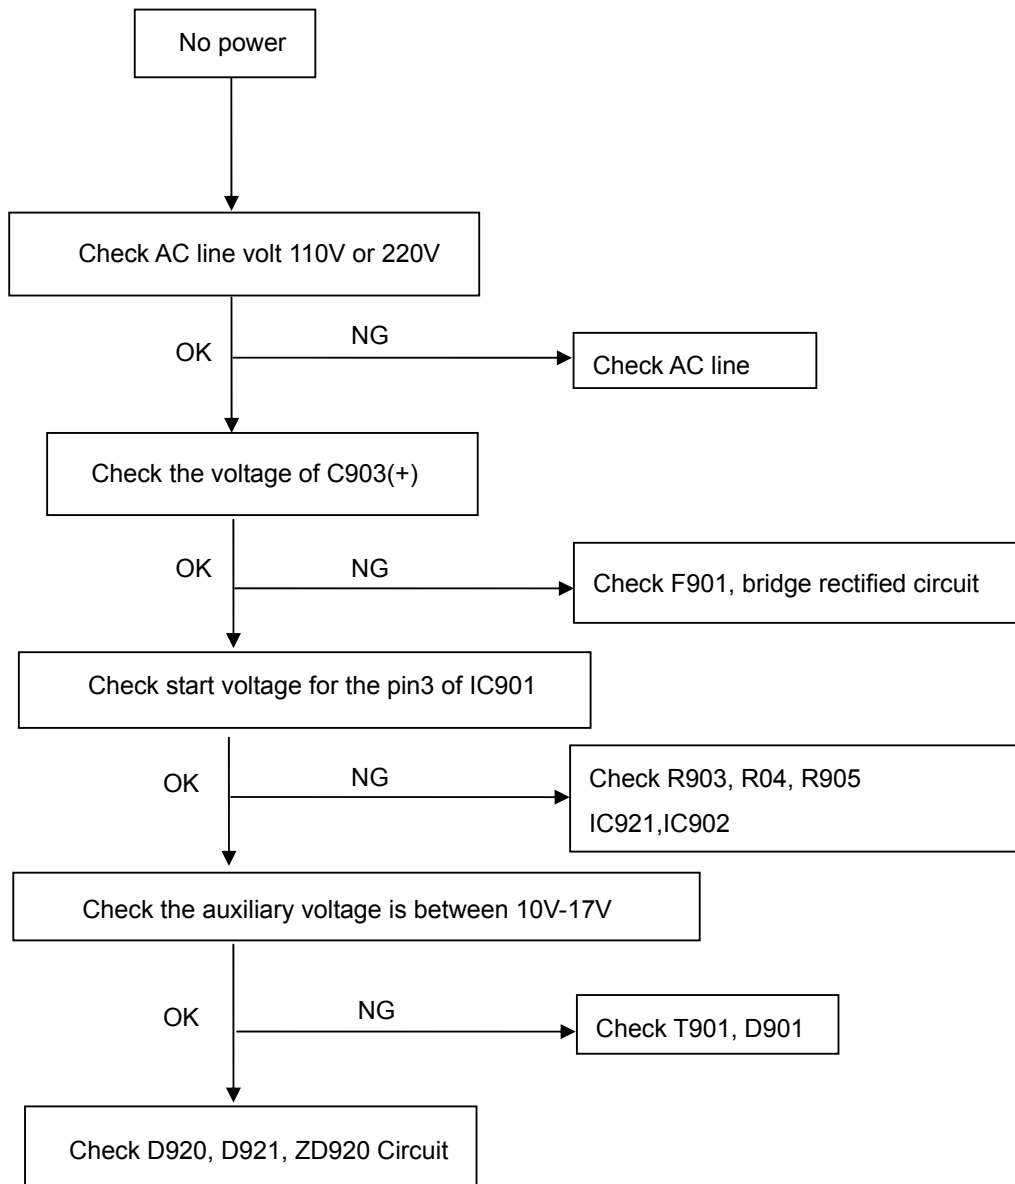 No power
Check AC line volt 110V or 220V
OK
NG
Check AC line
Check the voltage of C903(+)
OK
NG
Check F901, bridge rectified circuit
Check start voltage for the pin3 of IC901
OK
NG
Check R903, R04, R905
IC921,IC902
Check the auxiliary voltage is between 10V-17V
OK
NG
Check T901, D901
Check D920, D921, ZD920 Circuit